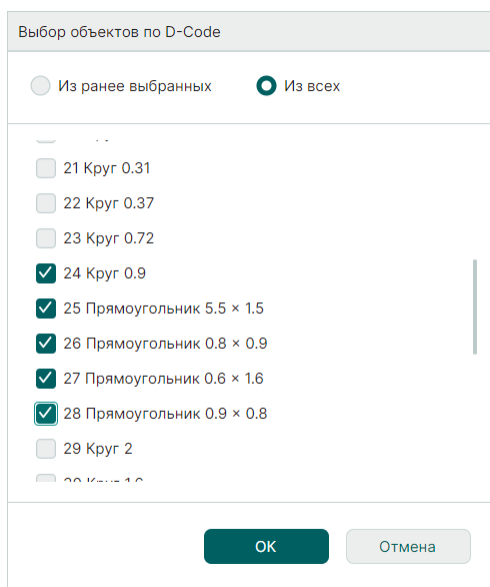 Выбор объектов по D-Code
Из ранее выбранных
Из всех
21 Круг 0.31
22 Круг 0.37
23 Круг 0.72
24 Круг 0.9
25 Прямоугольник 5.5 × 1.5
26 Прямоугольник 0.8 × 0.9
27 Прямоугольник 0.6 × 1.6
28 Прямоугольник 0.9 × 0.8
29 Круг 2
ОК
Отмена